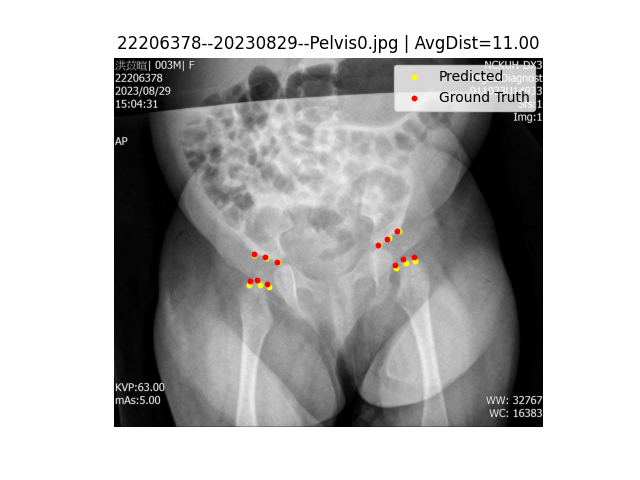 22206378--20230829--Pelvis0.jpg | AvgDist=11.00
| 003M| F
22206378
2023/08/29
15:04:31
AP
NCKUH-DX3
Predicted
Ground Truth
Img:1
KVP:63.00
mAs:5.00
WW: 32767
WC: 16383